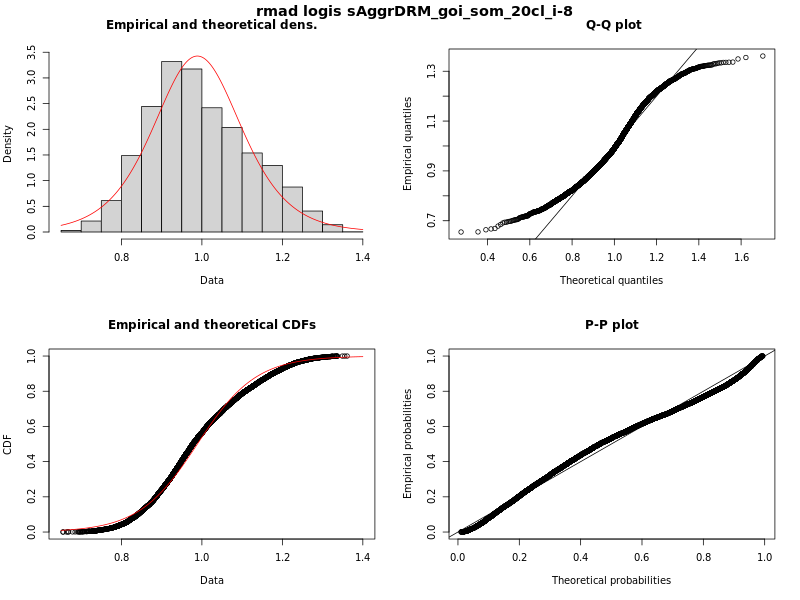 rmad logis sAggrDRM_goi_som_20cl_i-8
Empirical and theoretical dens.
Density
0.0 0.5 1.0 1.5 2.0 2.5 3.0 3.5
0.8 1.0 1.2 1.4
Data
Q-Q plot
Empirical quantiles
0.7 0.9 1.1 1.3
0.4 0.6 0.8 1.0 1.2 1.4 1.6
Theoretical quantiles
Empirical and theoretical CDFs
CDF
0.0 0.2 0.4 0.6 0.8 1.0
0.8 1.0 1.2 1.4
Data
P-P plot
Empirical probabilities
0.0 0.2 0.4 0.6 0.8 1.0
0.0 0.2 0.4 0.6 0.8 1.0
Theoretical probabilities